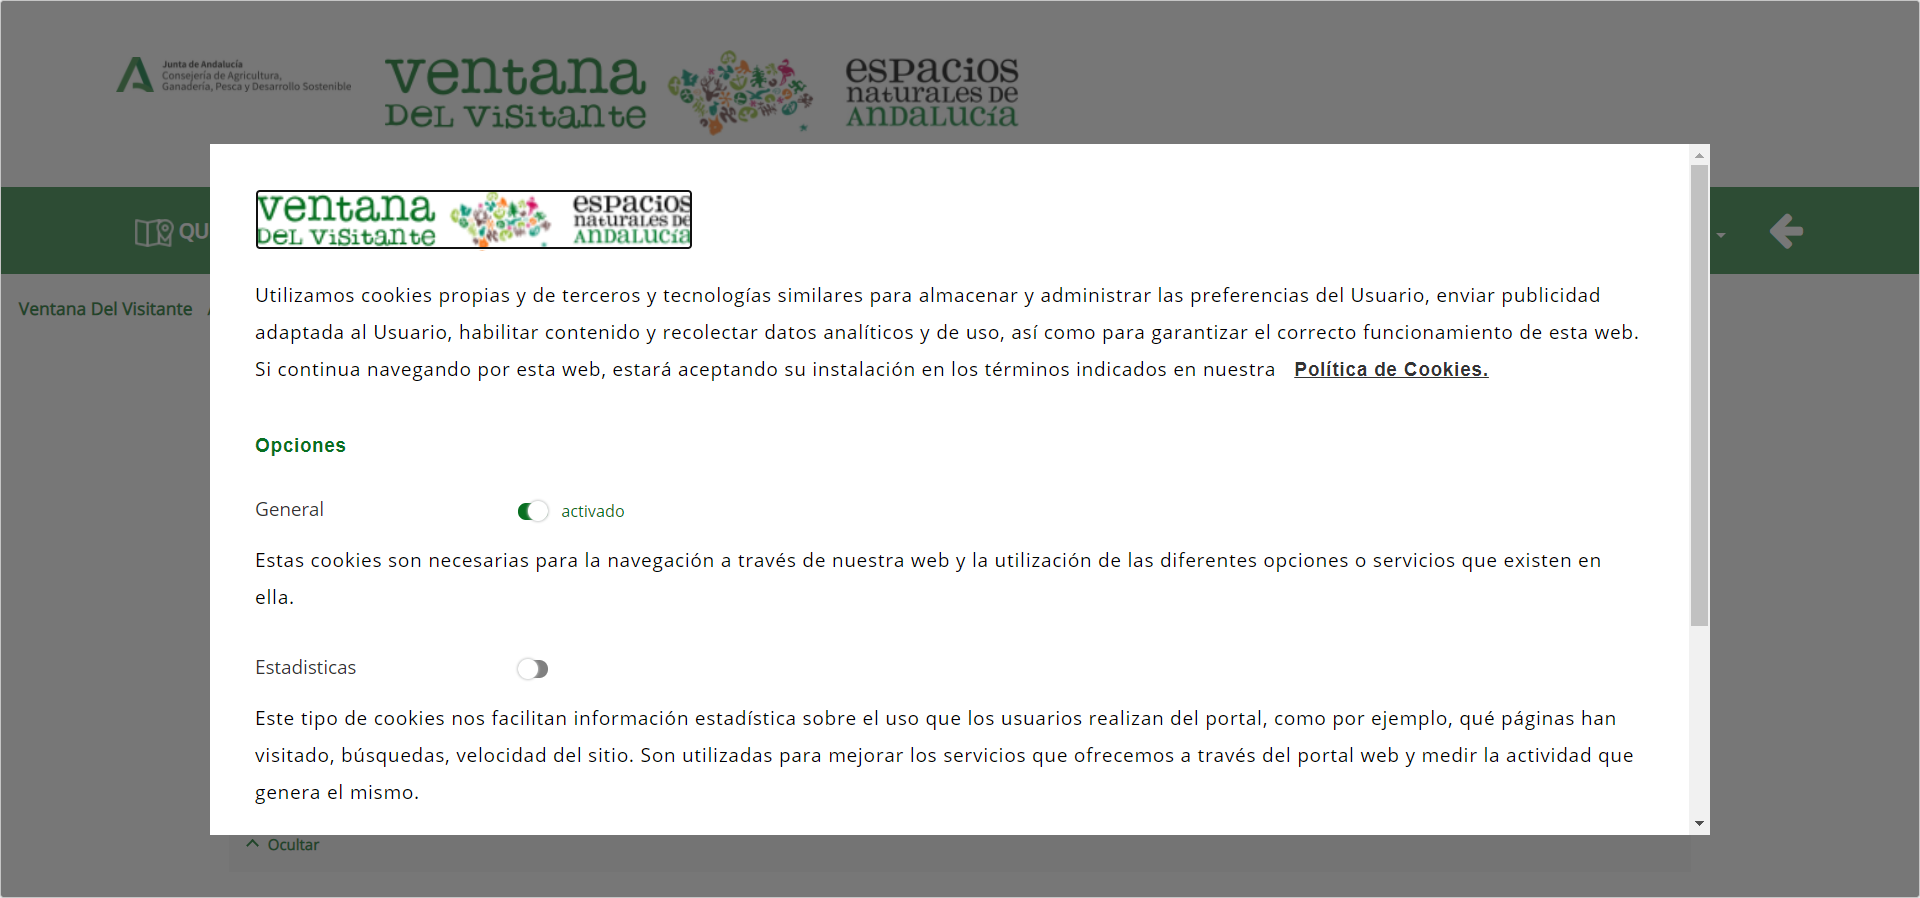 Junta de Andalucía
Consejería de Agricultura,
Ganadería, Pesca y Desarrollo Sostenible
ventana
DEL VISITANTE
ESPACIOS
NATURALES DE
ANDALUCÍA
QU
Ventana Del Visitante
ventana
DEL VISITANTE
ESPACIOS
NATURALES DE
ANDALUCÍA
Utilizamos cookies propias y de terceros y tecnologías similares para almacenar y administrar las preferencias del Usuario, enviar publicidad
adaptada al Usuario, habilitar contenido y recolectar datos analíticos y de uso, así como para garantizar el correcto funcionamiento de esta web.
Si continua navegando por esta web, estará aceptando su instalación en los términos indicados en nuestra Política de Cookies.
Opciones
General activado
Estas cookies son necesarias para la navegación a través de nuestra web y la utilización de las diferentes opciones o servicios que existen en
ella.
Estadisticas
Este tipo de cookies nos facilitan información estadística sobre el uso que los usuarios realizan del portal, como por ejemplo, qué páginas han
visitado, búsquedas, velocidad del sitio. Son utilizadas para mejorar los servicios que ofrecemos a través del portal web y medir la actividad que
genera el mismo.
Ocultar